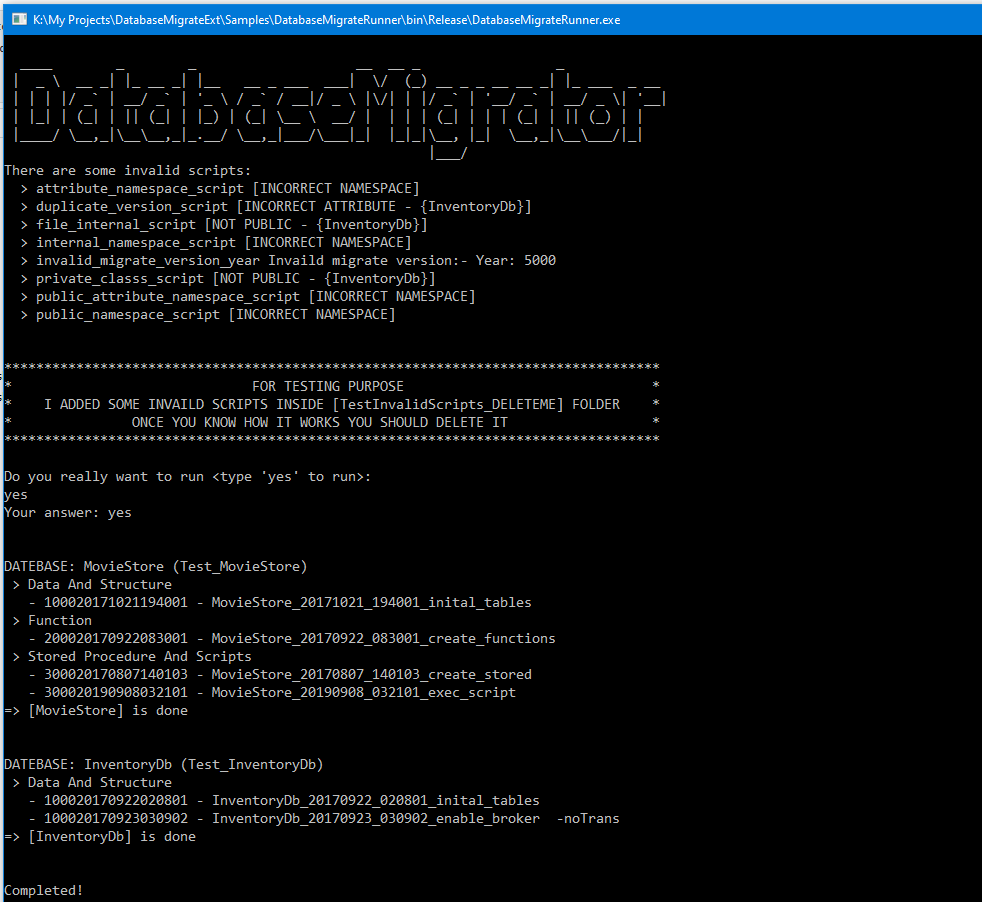 K:\My Projects\DatabaseMigrateExt\Samples\DatabaseMigrateRunner\bin\Release\DatabaseMigrateRunner.exe
DatabaseMigrator
There are some invalid scripts:
> attribute_namespace_script [INCORRECT NAMESPACE]
> duplicate_version_script [INCORRECT ATTRIBUTE - {InventoryDb}]
> file_internal_script [NOT PUBLIC - {InventoryDb}]
> internal_namespace_script [INCORRECT NAMESPACE]
> invalid_migrate_version_year Invaild migrate version:- Year: 5000
> private_classs_script [NOT PUBLIC - {InventoryDb}]
> public_attribute_namespace_script [INCORRECT NAMESPACE]
> public_namespace_script [INCORRECT NAMESPACE]
**********************************************************************************
* FOR TESTING PURPOSE *
* I ADDED SOME INVAILD SCRIPTS INSIDE [TestInvalidScripts_DELETEME] FOLDER *
* ONCE YOU KNOW HOW IT WORKS YOU SHOULD DELETE IT *
**********************************************************************************
Do you really want to run <type 'yes' to run>:
yes
Your answer: yes
DATEBASE: MovieStore (Test_MovieStore)
> Data And Structure
- 100020171021194001 - MovieStore_20171021_194001_inital_tables
> Function
- 200020170922083001 - MovieStore_20170922_083001_create_functions
> Stored Procedure And Scripts
- 300020170807140103 - MovieStore_20170807_140103_create_stored
- 300020190908032101 - MovieStore_20190908_032101_exec_script
=> [MovieStore] is done
DATEBASE: InventoryDb (Test_InventoryDb)
> Data And Structure
- 100020170922020801 - InventoryDb_20170922_020801_inital_tables
- 100020170923030902 - InventoryDb_20170923_030902_enable_broker -noTrans
=> [InventoryDb] is done
Completed!